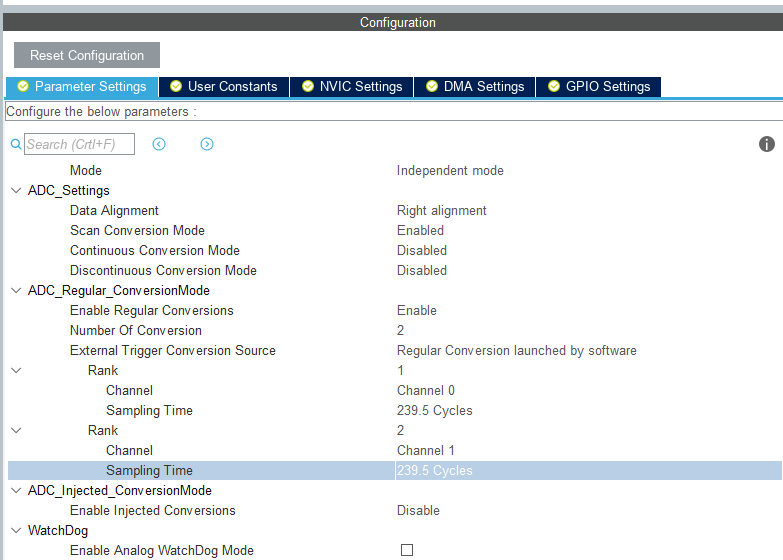 Configuration
Reset Configuration
Parameter Settings User Constants NVIC Settings DMA Settings GPIO Settings
Configure the below parameters :
Search (Crtl+F)
Mode Independent mode
ADC_Settings
Data Alignment Right alignment
Scan Conversion Mode Enabled
Continuous Conversion Mode Disabled
Discontinuous Conversion Mode Disabled
ADC_Regular_ConversionMode
Enable Regular Conversions Enable
Number Of Conversion 2
External Trigger Conversion Source Regular Conversion launched by software
Rank 1
Channel Channel 0
Sampling Time 239.5 Cycles
Rank 2
Channel Channel 1
Sampling Time 239.5 Cycles
ADC_Injected_ConversionMode
Enable Injected Conversions Disable
WatchDog
Enable Analog WatchDog Mode